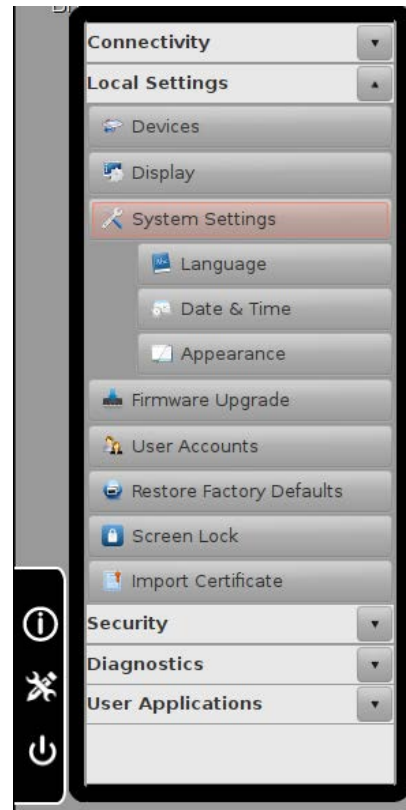 Connectivity
Local Settings
Devices
Display
System Settings
Language
Date & Time
Appearance
Firmware Upgrade
User Accounts
Restore Factory Defaults
Screen Lock
Import Certificate
Security
Diagnostics
User Applications